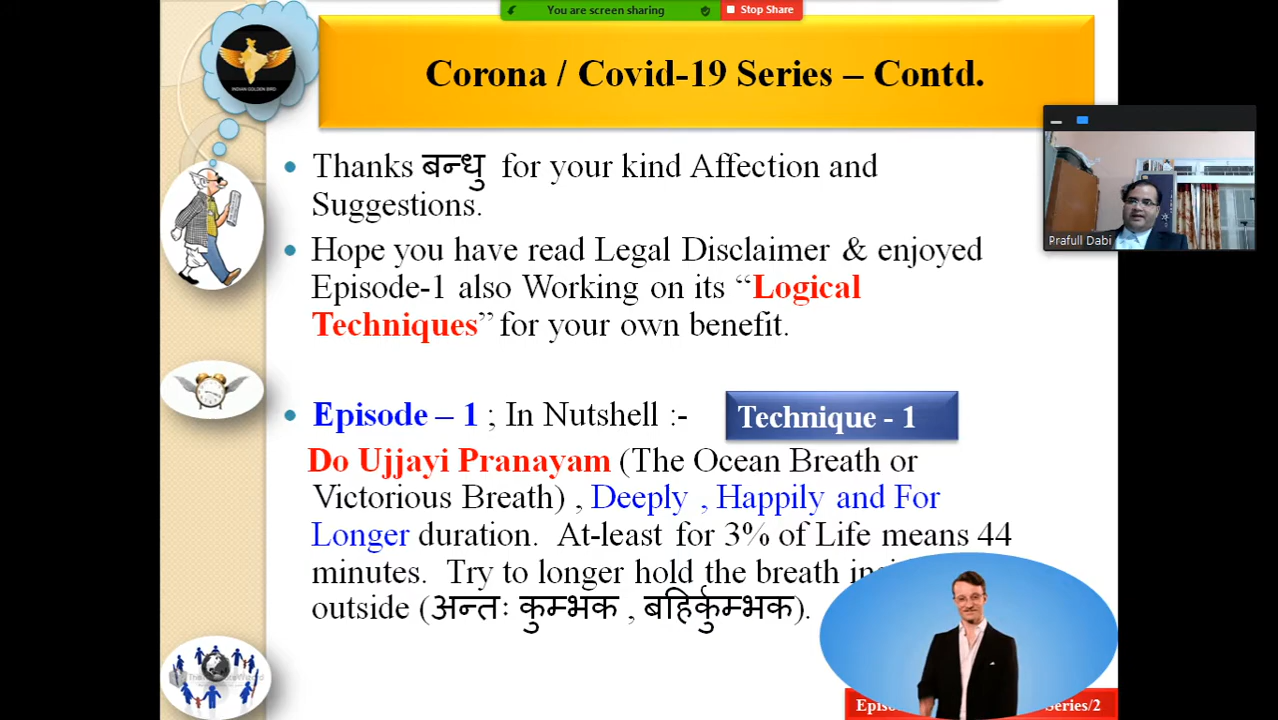 You are screen sharing
Stop Share
Corona / Covid-19 Series – Contd.
INDIAN GOLDEN BIRD
Prafull Dabi
• Thanks बन्धु for your kind Affection and
Suggestions.
• Hope you have read Legal Disclaimer & enjoyed
Episode-1 also Working on its “Logical
Techniques” for your own benefit.
• Episode – 1 ; In Nutshell :-
Technique - 1
Do Ujjayi Pranayam (The Ocean Breath or
Victorious Breath) , Deeply , Happily and For
Longer duration. At-least for 3% of Life means 44
minutes. Try to longer hold the breath
outside (अन्तः कुम्भक , बहिर्कुम्भक).
Series/2